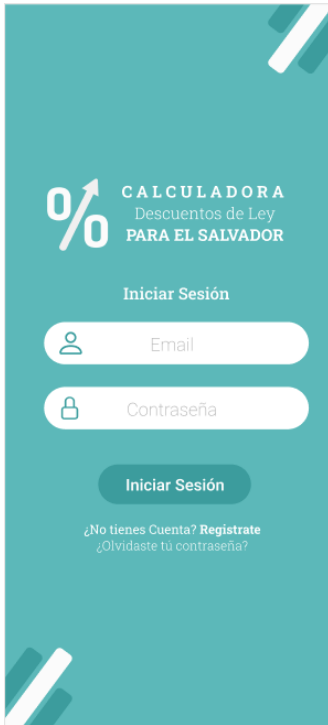 %
CALCULADORA
Descuentos de Ley
PARA EL SALVADOR
Iniciar Sesión
Email
Contraseña
Iniciar Sesión
¿No tienes Cuenta? Registrate
¿Olvidaste tú contraseña?